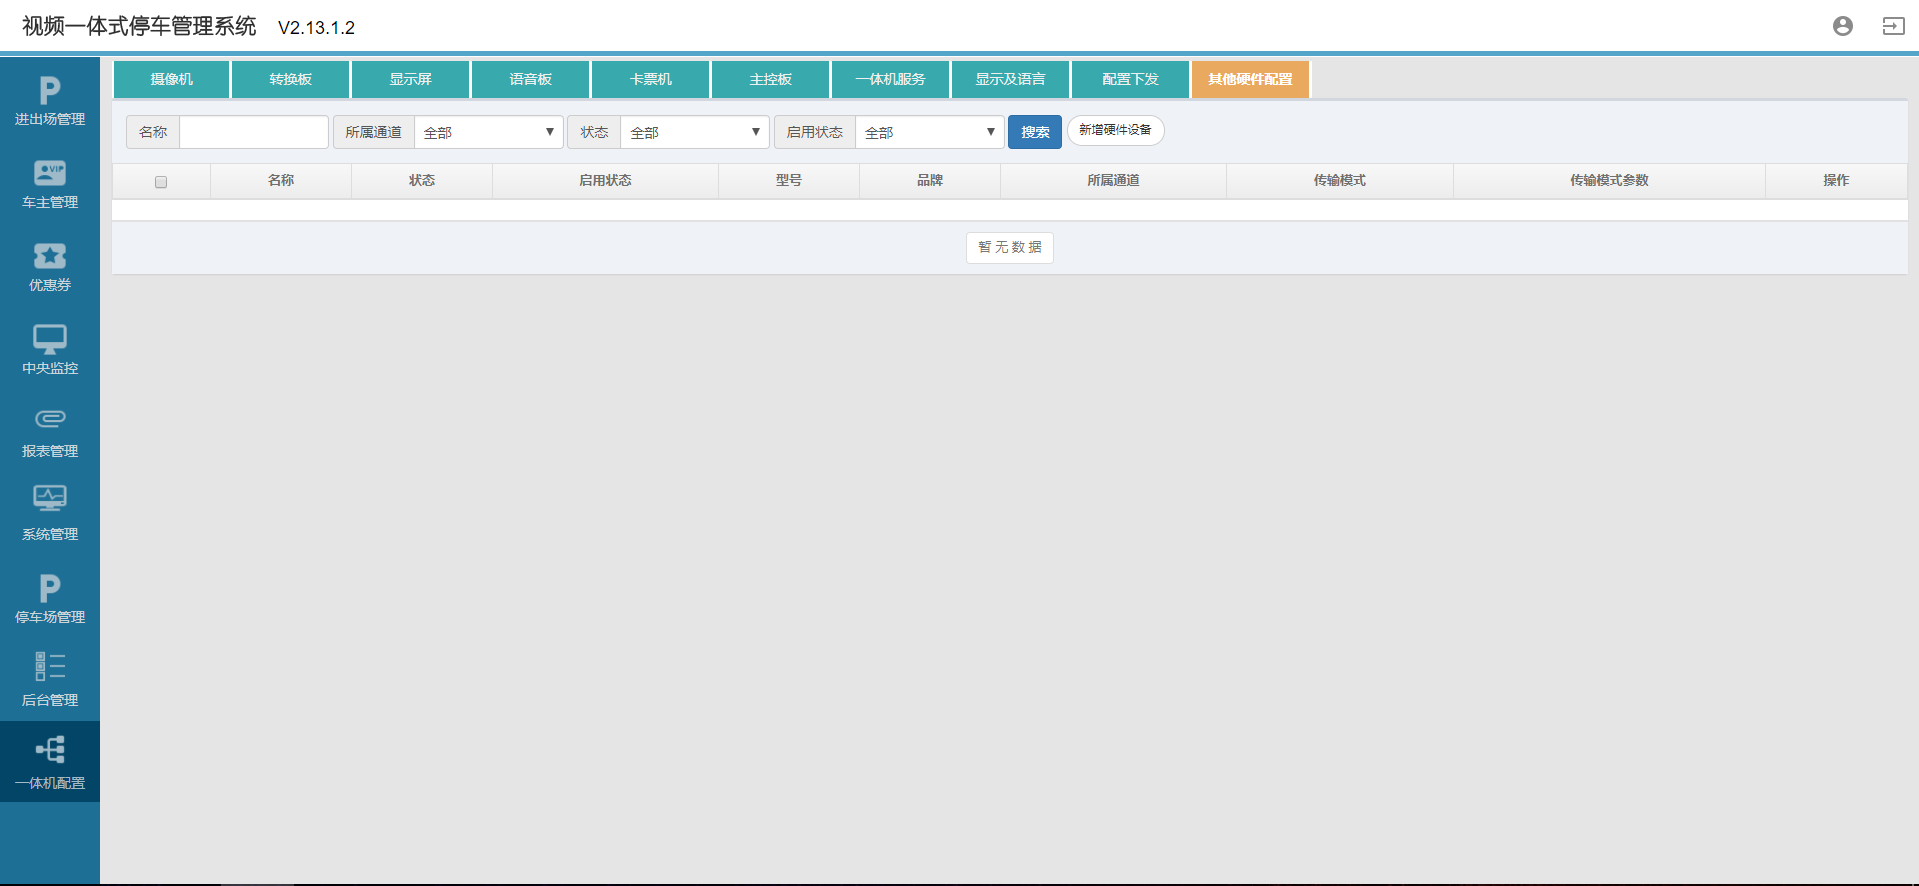 视频一体式停车管理系统 V2.13.1.2
进出场管理
车主管理
优惠券
中央监控
报表管理
系统管理
停车场管理
后台管理
一体机配置
摄像机 转换板 显示屏 语音板 卡票机 主控板 一体机服务 显示及语言 配置下发 其他硬件配置
名称 所属通道 全部 状态 全部 启用状态 全部 搜索 新增硬件设备
名称 状态 启用状态 型号 品牌 所属通道 传输模式 传输模式参数 操作
暂无数据